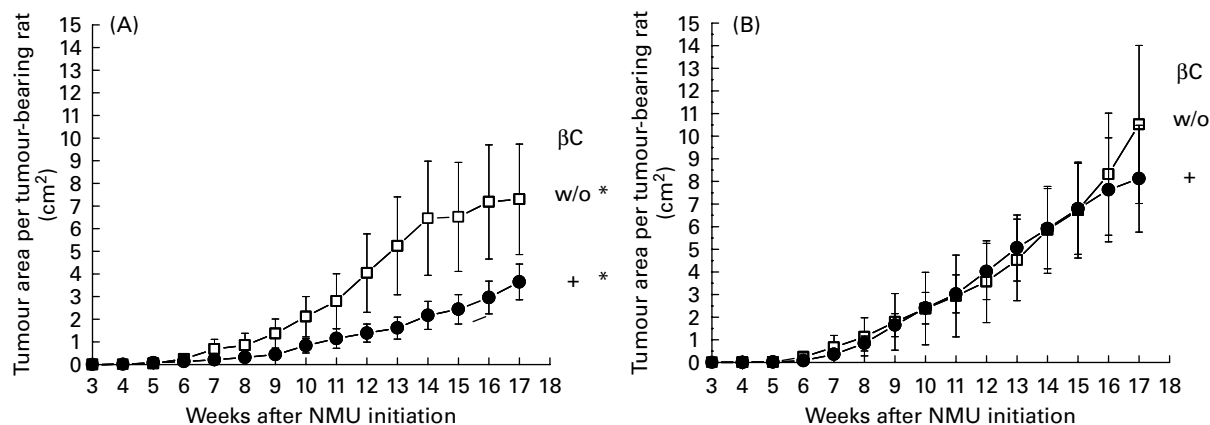 (A)
Tumour area per tumour-bearing rat
(cm²)
15
14
13
12
11
10
9
8
7
6
5
4
3
2
1
0
3 4 5 6 7 8 9 10 11 12 13 14 15 16 17 18
Weeks after NMU initiation
βC
w/o *
+ *
(B)
Tumour area per tumour-bearing rat
(cm²)
15
14
13
12
11
10
9
8
7
6
5
4
3
2
1
0
3 4 5 6 7 8 9 10 11 12 13 14 15 16 17 18
Weeks after NMU initiation
βC
w/o
+